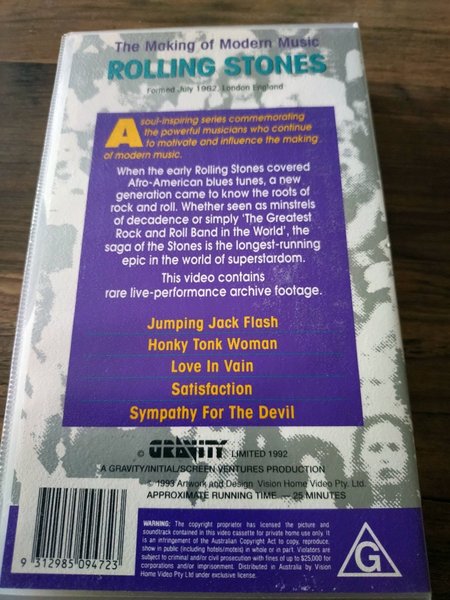 The Making of Modern Music
ROLLING STONES
Formed July 1962, London England
A soul-inspiring series commemorating
the powerful musicians who continue
to motivate and influence the making
of modern music.
When the early Rolling Stones covered
Afro-American blues tunes, a new
generation came to know the roots of
rock and roll. Whether seen as minstrels
of decadence or simply 'The Greatest
Rock and Roll Band in the World', the
saga of the Stones is the longest-running
epic in the world of superstardom.
This video contains
rare live-performance archive footage.
Jumping Jack Flash
Honky Tonk Woman
Love In Vain
Satisfaction
Sympathy For The Devil
© GRAVITY LIMITED 1992
A GRAVITY/INITIAL/SCREEN VENTURES PRODUCTION
© 1993 Artwork and Design Vision Home Video Pty. Ltd.
APPROXIMATE RUNNING TIME — 25 MINUTES
9 312985 094723
WARNING: The copyright proprietor has licensed the picture and
soundtrack contained in this video cassette for private home use only. It
is an infringement of the Australian Copyright Act to copy, reproduce,
show in public (including hotels/motels) in whole or in part. Violators are
subject to criminal and/or civil prosecution with fines of up to $25,000 for
corporations and/or imprisonment. Distributed in Australia by Vision
Home Video Pty Ltd under exclusive license.
G